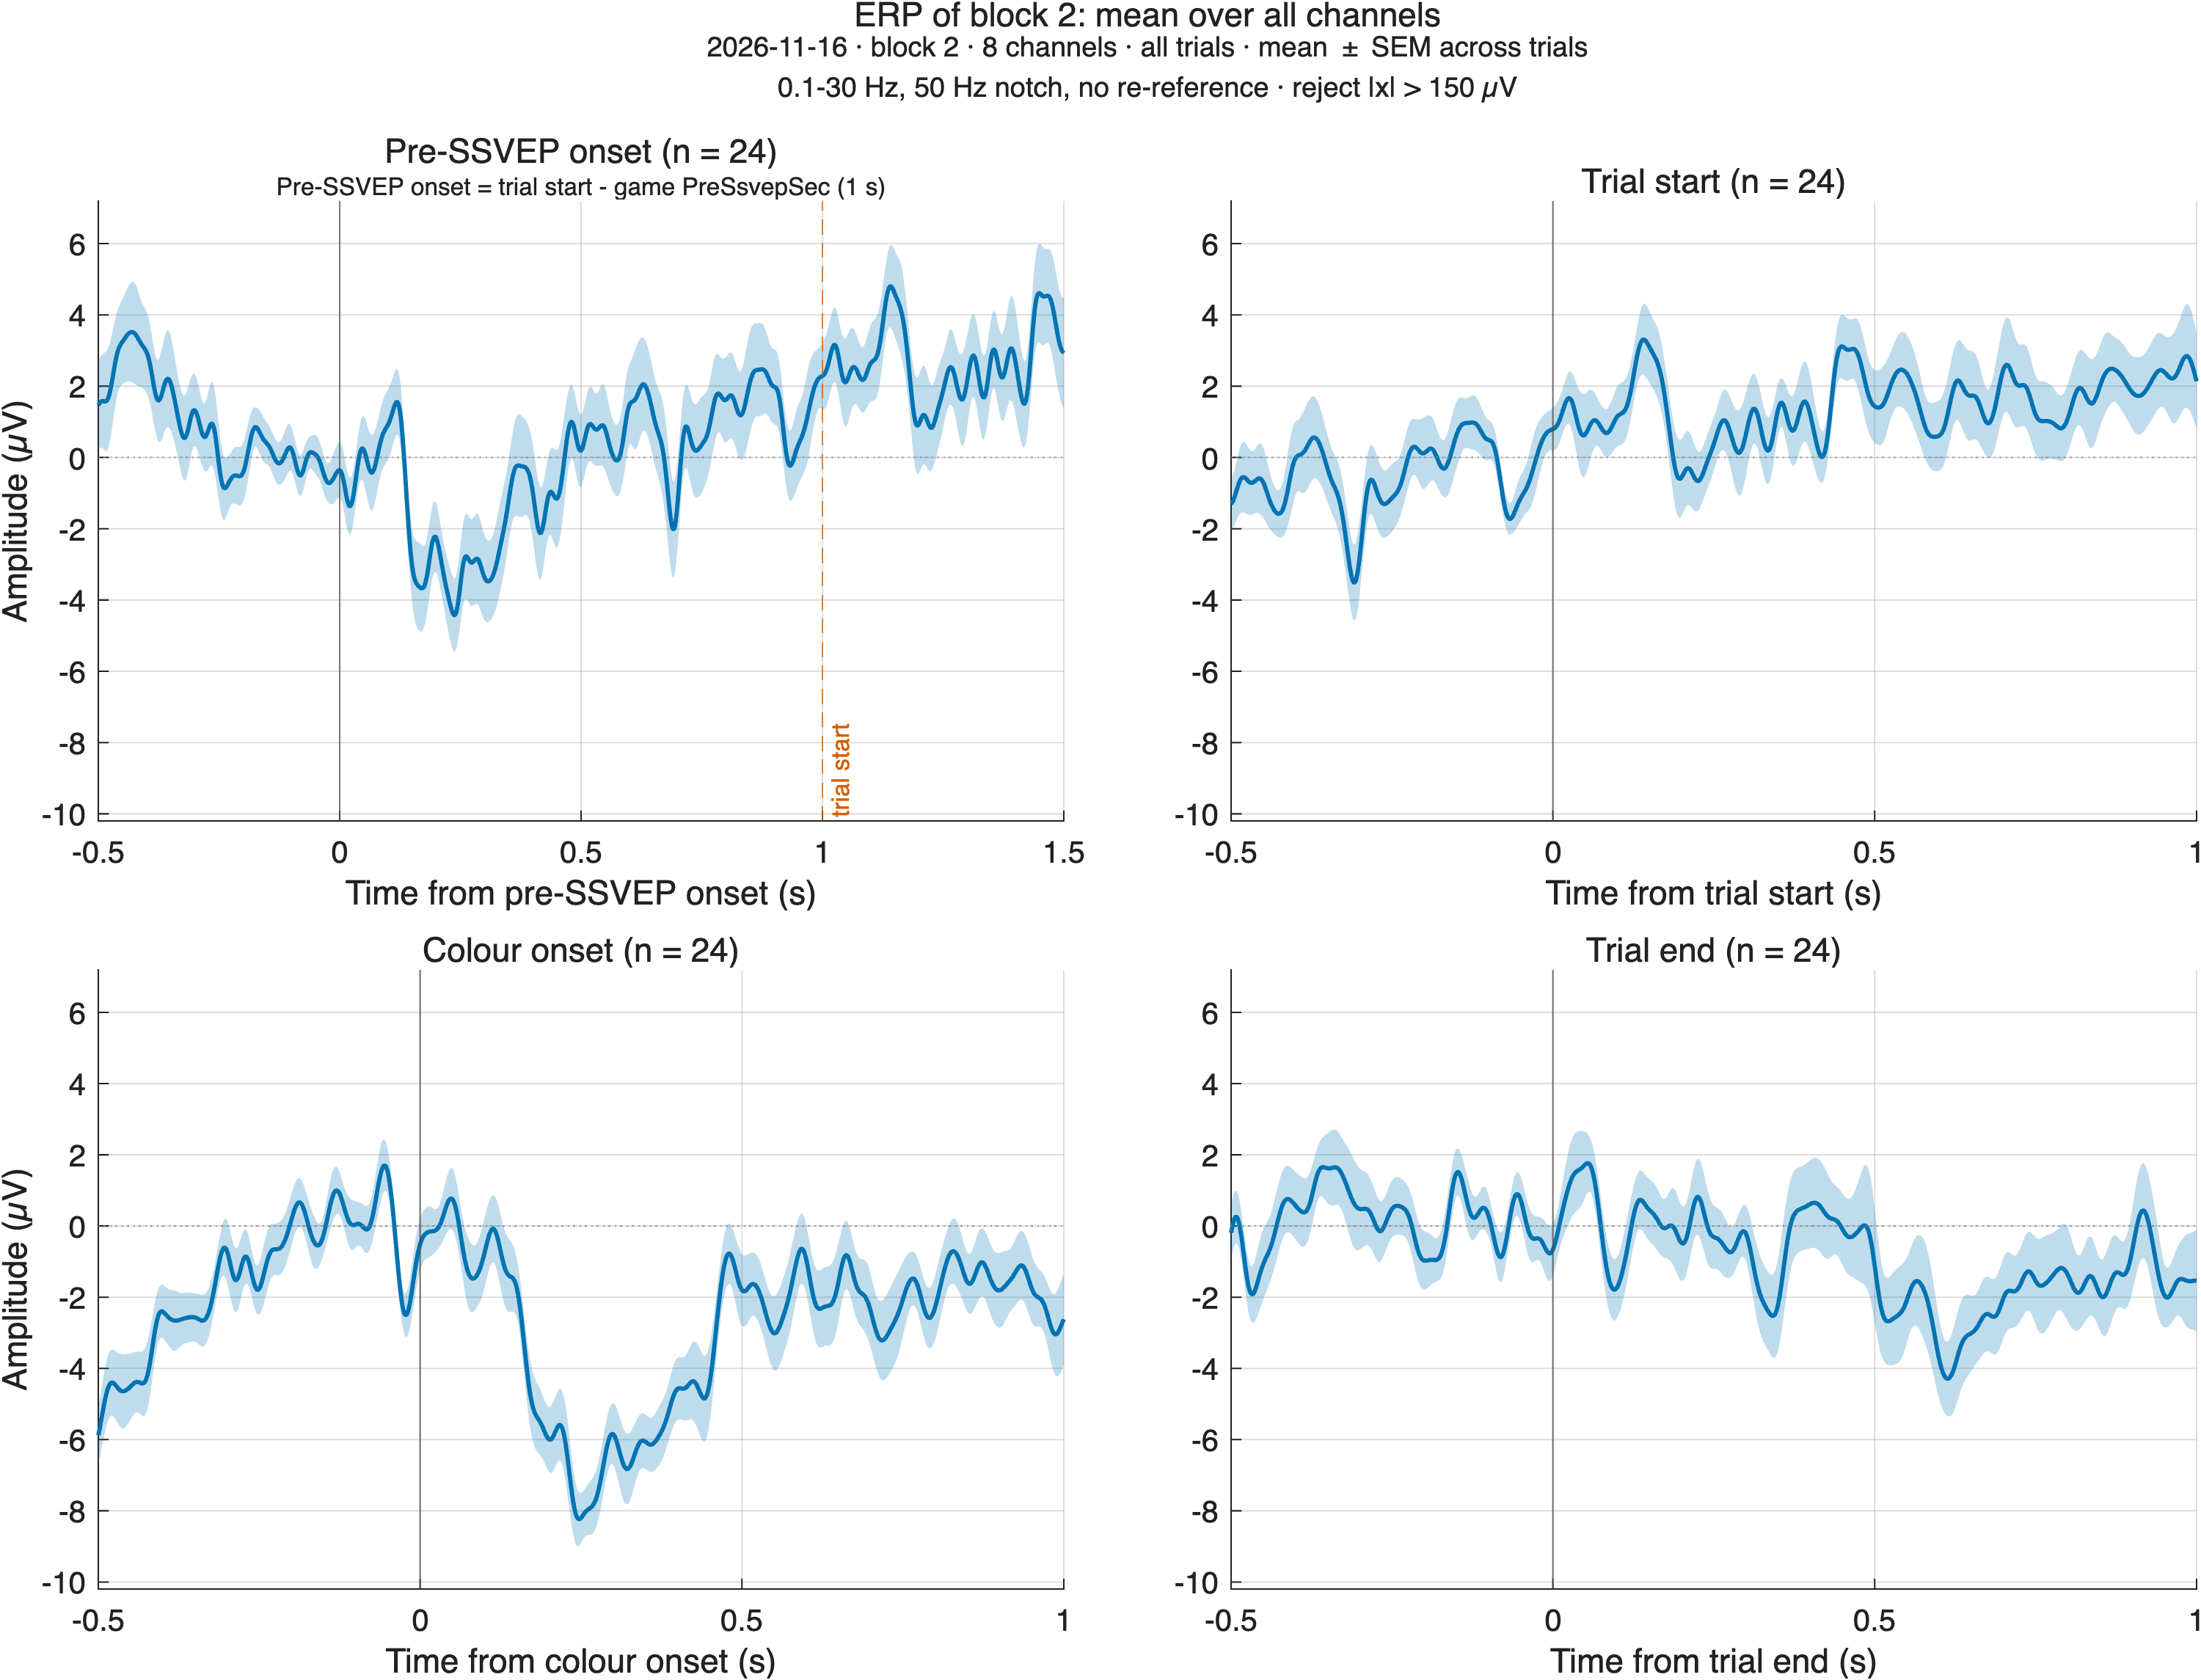 ERP of block 2: mean over all channels
2026-11-16 · block 2 · 8 channels · all trials · mean ± SEM across trials
0.1-30 Hz, 50 Hz notch, no re-reference · reject |x| > 150 µV
Pre-SSVEP onset (n = 24)
Pre-SSVEP onset = trial start - game PreSsvepSec (1 s)
6
4
2
0
-2
-4
-6
-8
-10
Amplitude (µV)
trial start
-0.5 0 0.5 1 1.5
Time from pre-SSVEP onset (s)
Trial start (n = 24)
6
4
2
0
-2
-4
-6
-8
-10
-0.5 0 0.5 1
Time from trial start (s)
Colour onset (n = 24)
6
4
2
0
-2
-4
-6
-8
-10
Amplitude (µV)
-0.5 0 0.5 1
Time from colour onset (s)
Trial end (n = 24)
6
4
2
0
-2
-4
-6
-8
-10
-0.5 0 0.5 1
Time from trial end (s)